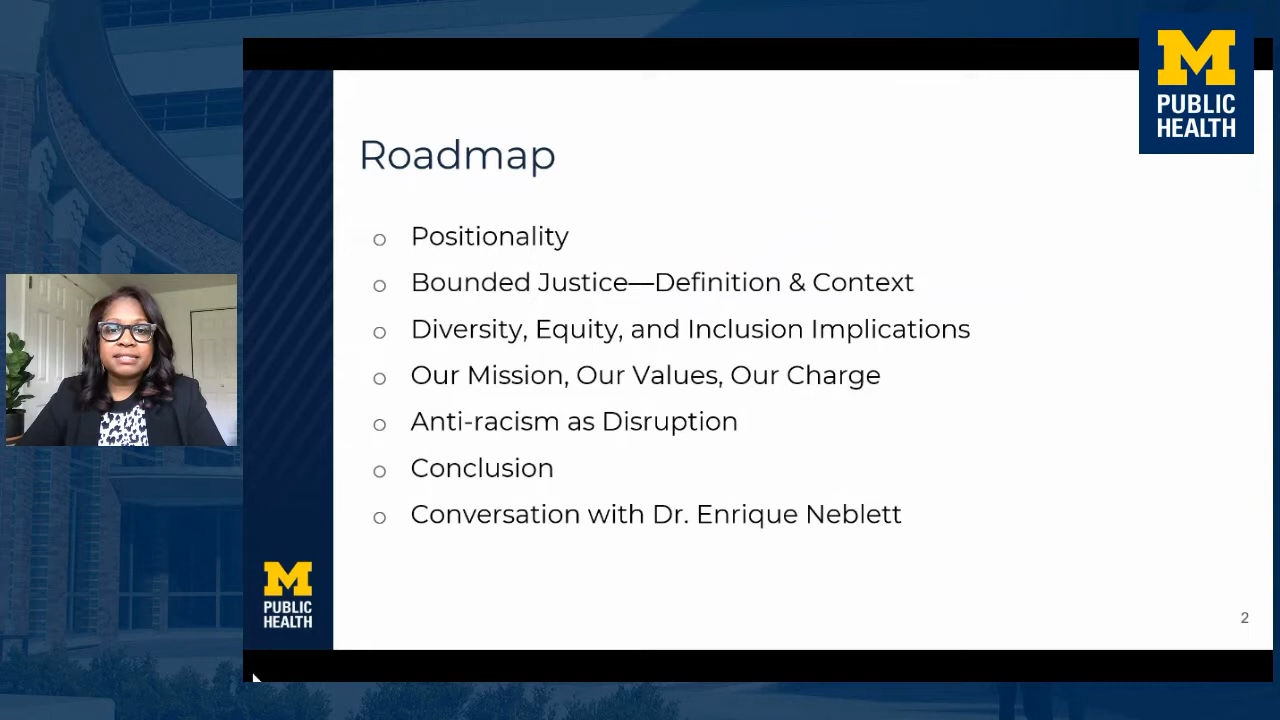 M
PUBLIC
HEALTH
Roadmap
o Positionality
o Bounded Justice—Definition & Context
o Diversity, Equity, and Inclusion Implications
o Our Mission, Our Values, Our Charge
o Anti-racism as Disruption
o Conclusion
o Conversation with Dr. Enrique Neblett
M
PUBLIC
HEALTH
2